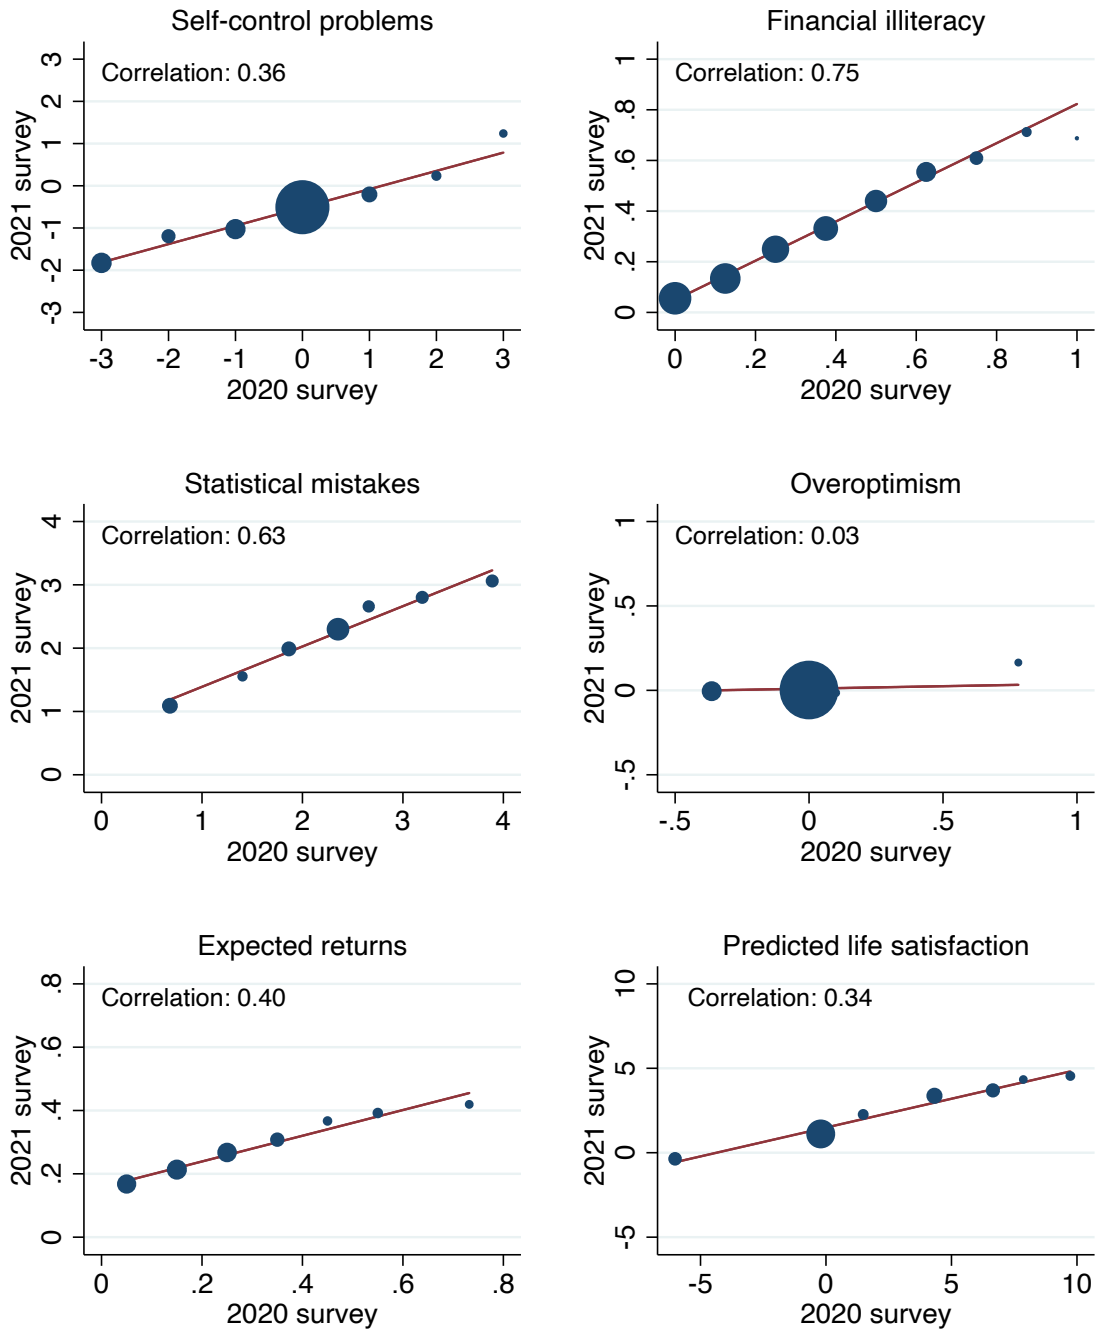 Self-control problems
Correlation: 0.36
2021 survey
3
2
1
0
-1
-2
-3
-3 -2 -1 0 1 2 3
2020 survey
Financial illiteracy
Correlation: 0.75
2021 survey
1
.8
.6
.4
.2
0
0 .2 .4 .6 .8 1
2020 survey
Statistical mistakes
Correlation: 0.63
2021 survey
4
3
2
1
0
0 1 2 3 4
2020 survey
Overoptimism
Correlation: 0.03
2021 survey
1
.5
0
-.5
-.5 0 .5 1
2020 survey
Expected returns
Correlation: 0.40
2021 survey
.8
.6
.4
.2
0
0 .2 .4 .6 .8
2020 survey
Predicted life satisfaction
Correlation: 0.34
2021 survey
10
5
0
-5
-5 0 5 10
2020 survey